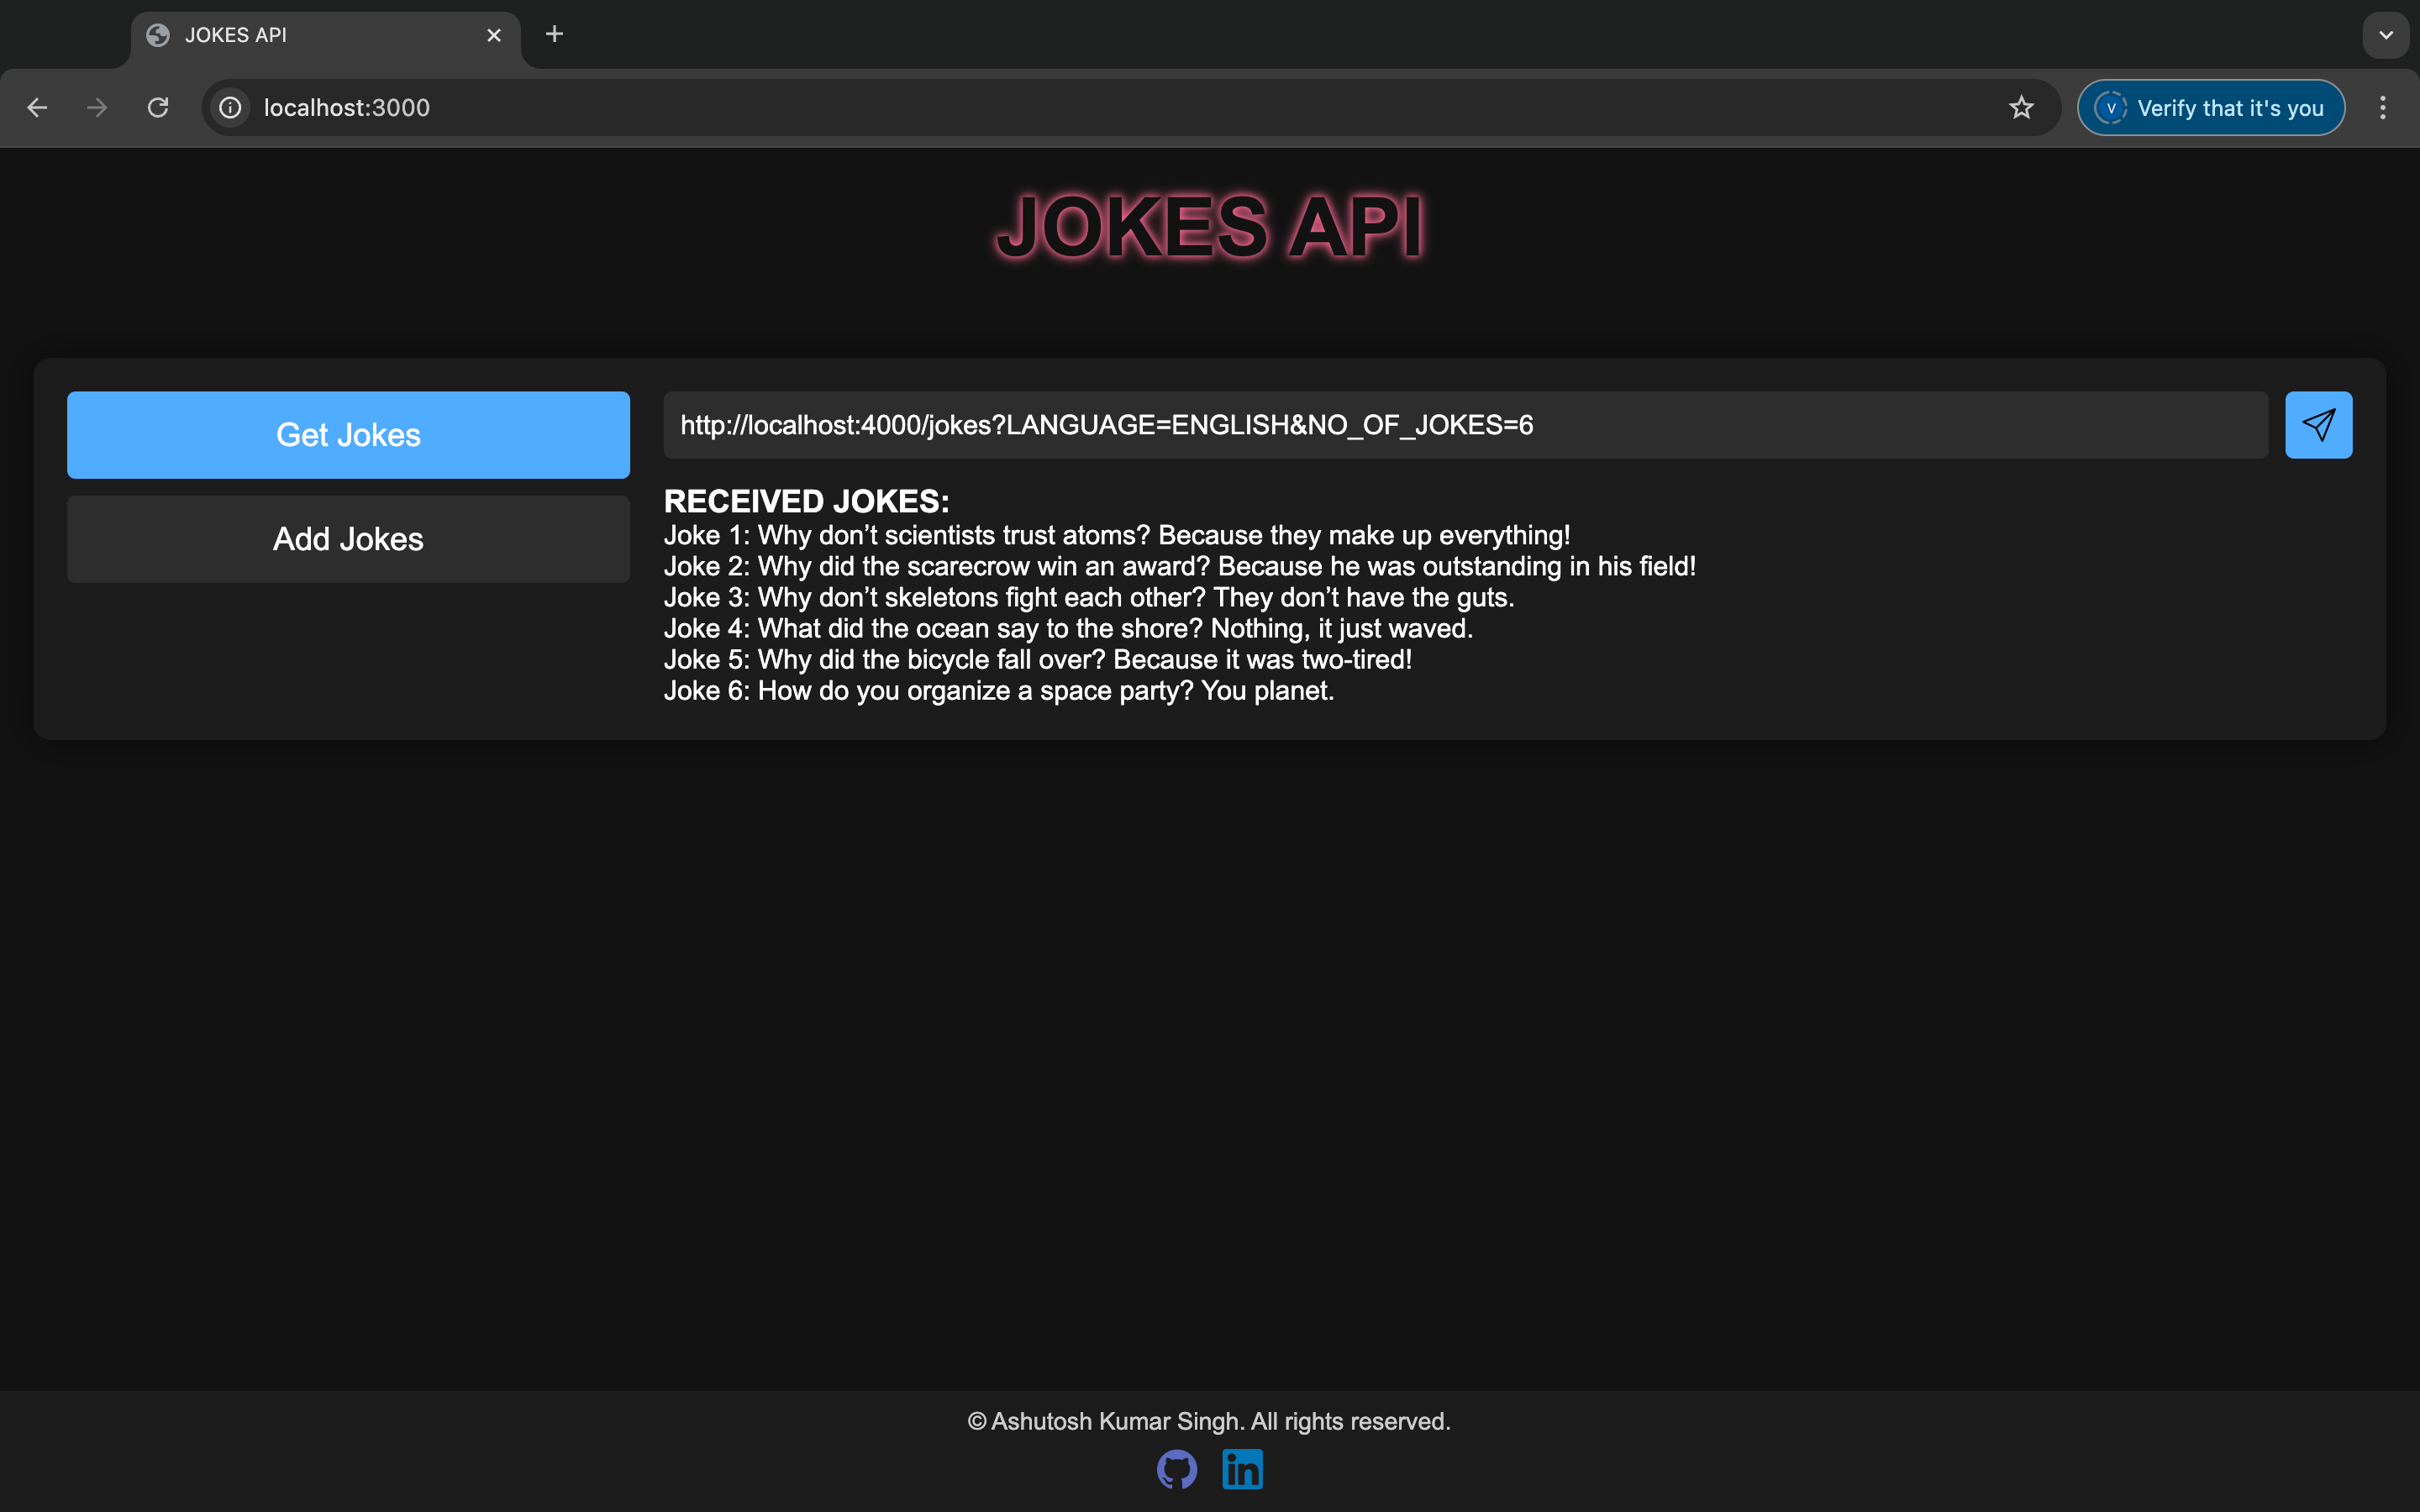 JOKES API
localhost:3000
V Verify that it's you
JOKES API
Get Jokes
Add Jokes
http://localhost:4000/jokes?LANGUAGE=ENGLISH&NO_OF_JOKES=6
RECEIVED JOKES:
Joke 1: Why don’t scientists trust atoms? Because they make up everything!
Joke 2: Why did the scarecrow win an award? Because he was outstanding in his field!
Joke 3: Why don’t skeletons fight each other? They don’t have the guts.
Joke 4: What did the ocean say to the shore? Nothing, it just waved.
Joke 5: Why did the bicycle fall over? Because it was two-tired!
Joke 6: How do you organize a space party? You planet.
© Ashutosh Kumar Singh. All rights reserved.
in